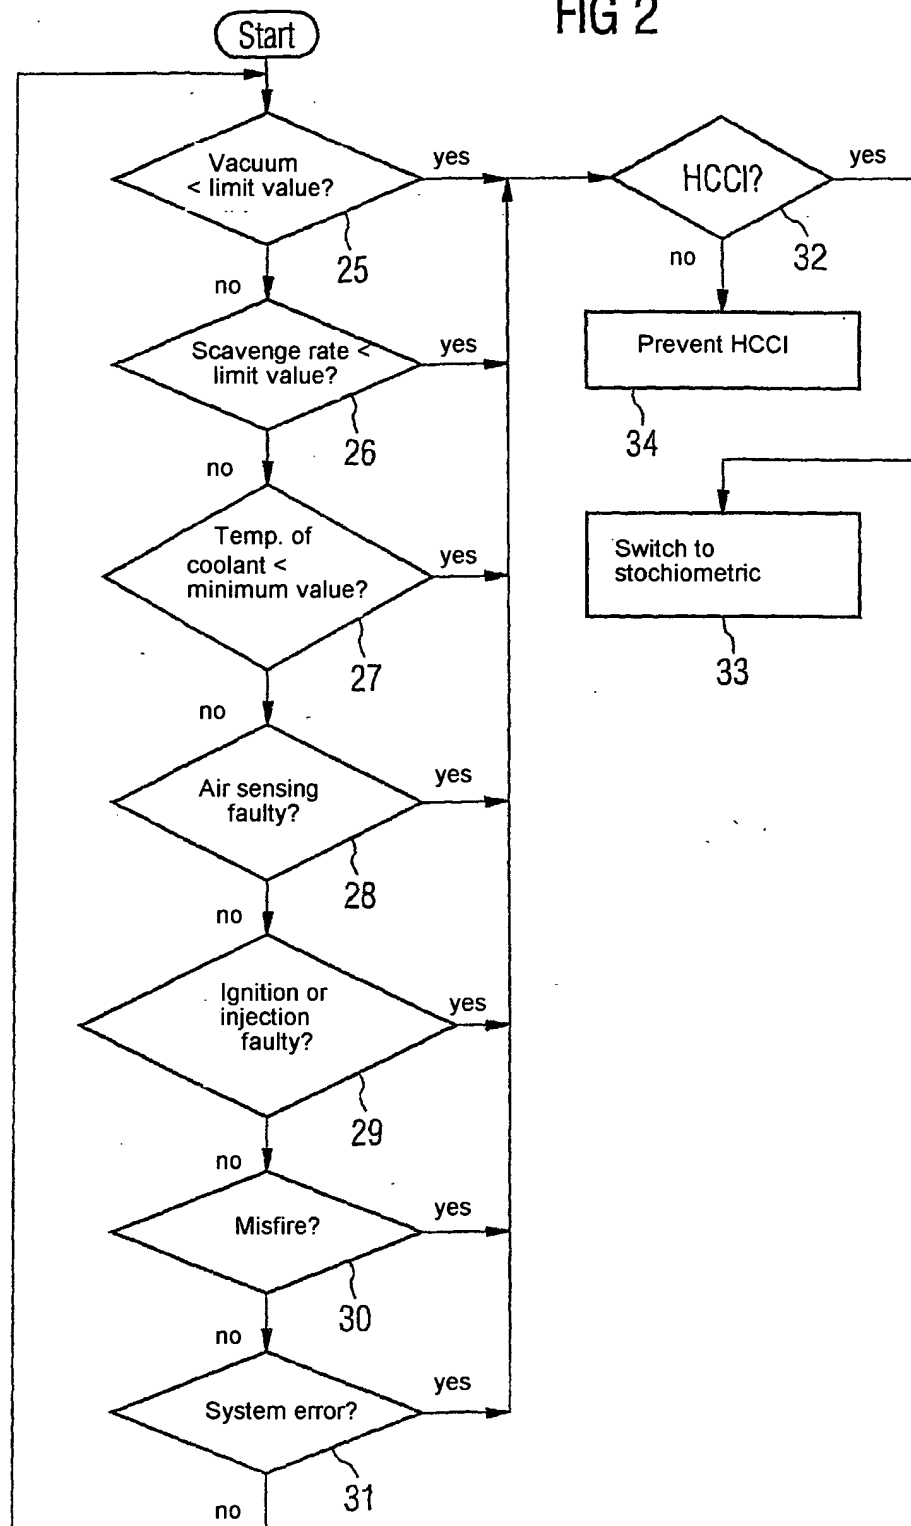 FIG 2
Start
Vacuum
< limit value?
yes
25
no
HCCI?
yes
32
no
Prevent HCCI
34
Scavenge rate <
limit value?
yes
26
no
Temp. of
coolant <
minimum value?
yes
27
no
Switch to
stochiometric
33
Air sensing
faulty?
yes
28
no
Ignition or
injection
faulty?
yes
29
no
Misfire?
yes
30
no
System error?
yes
31
no